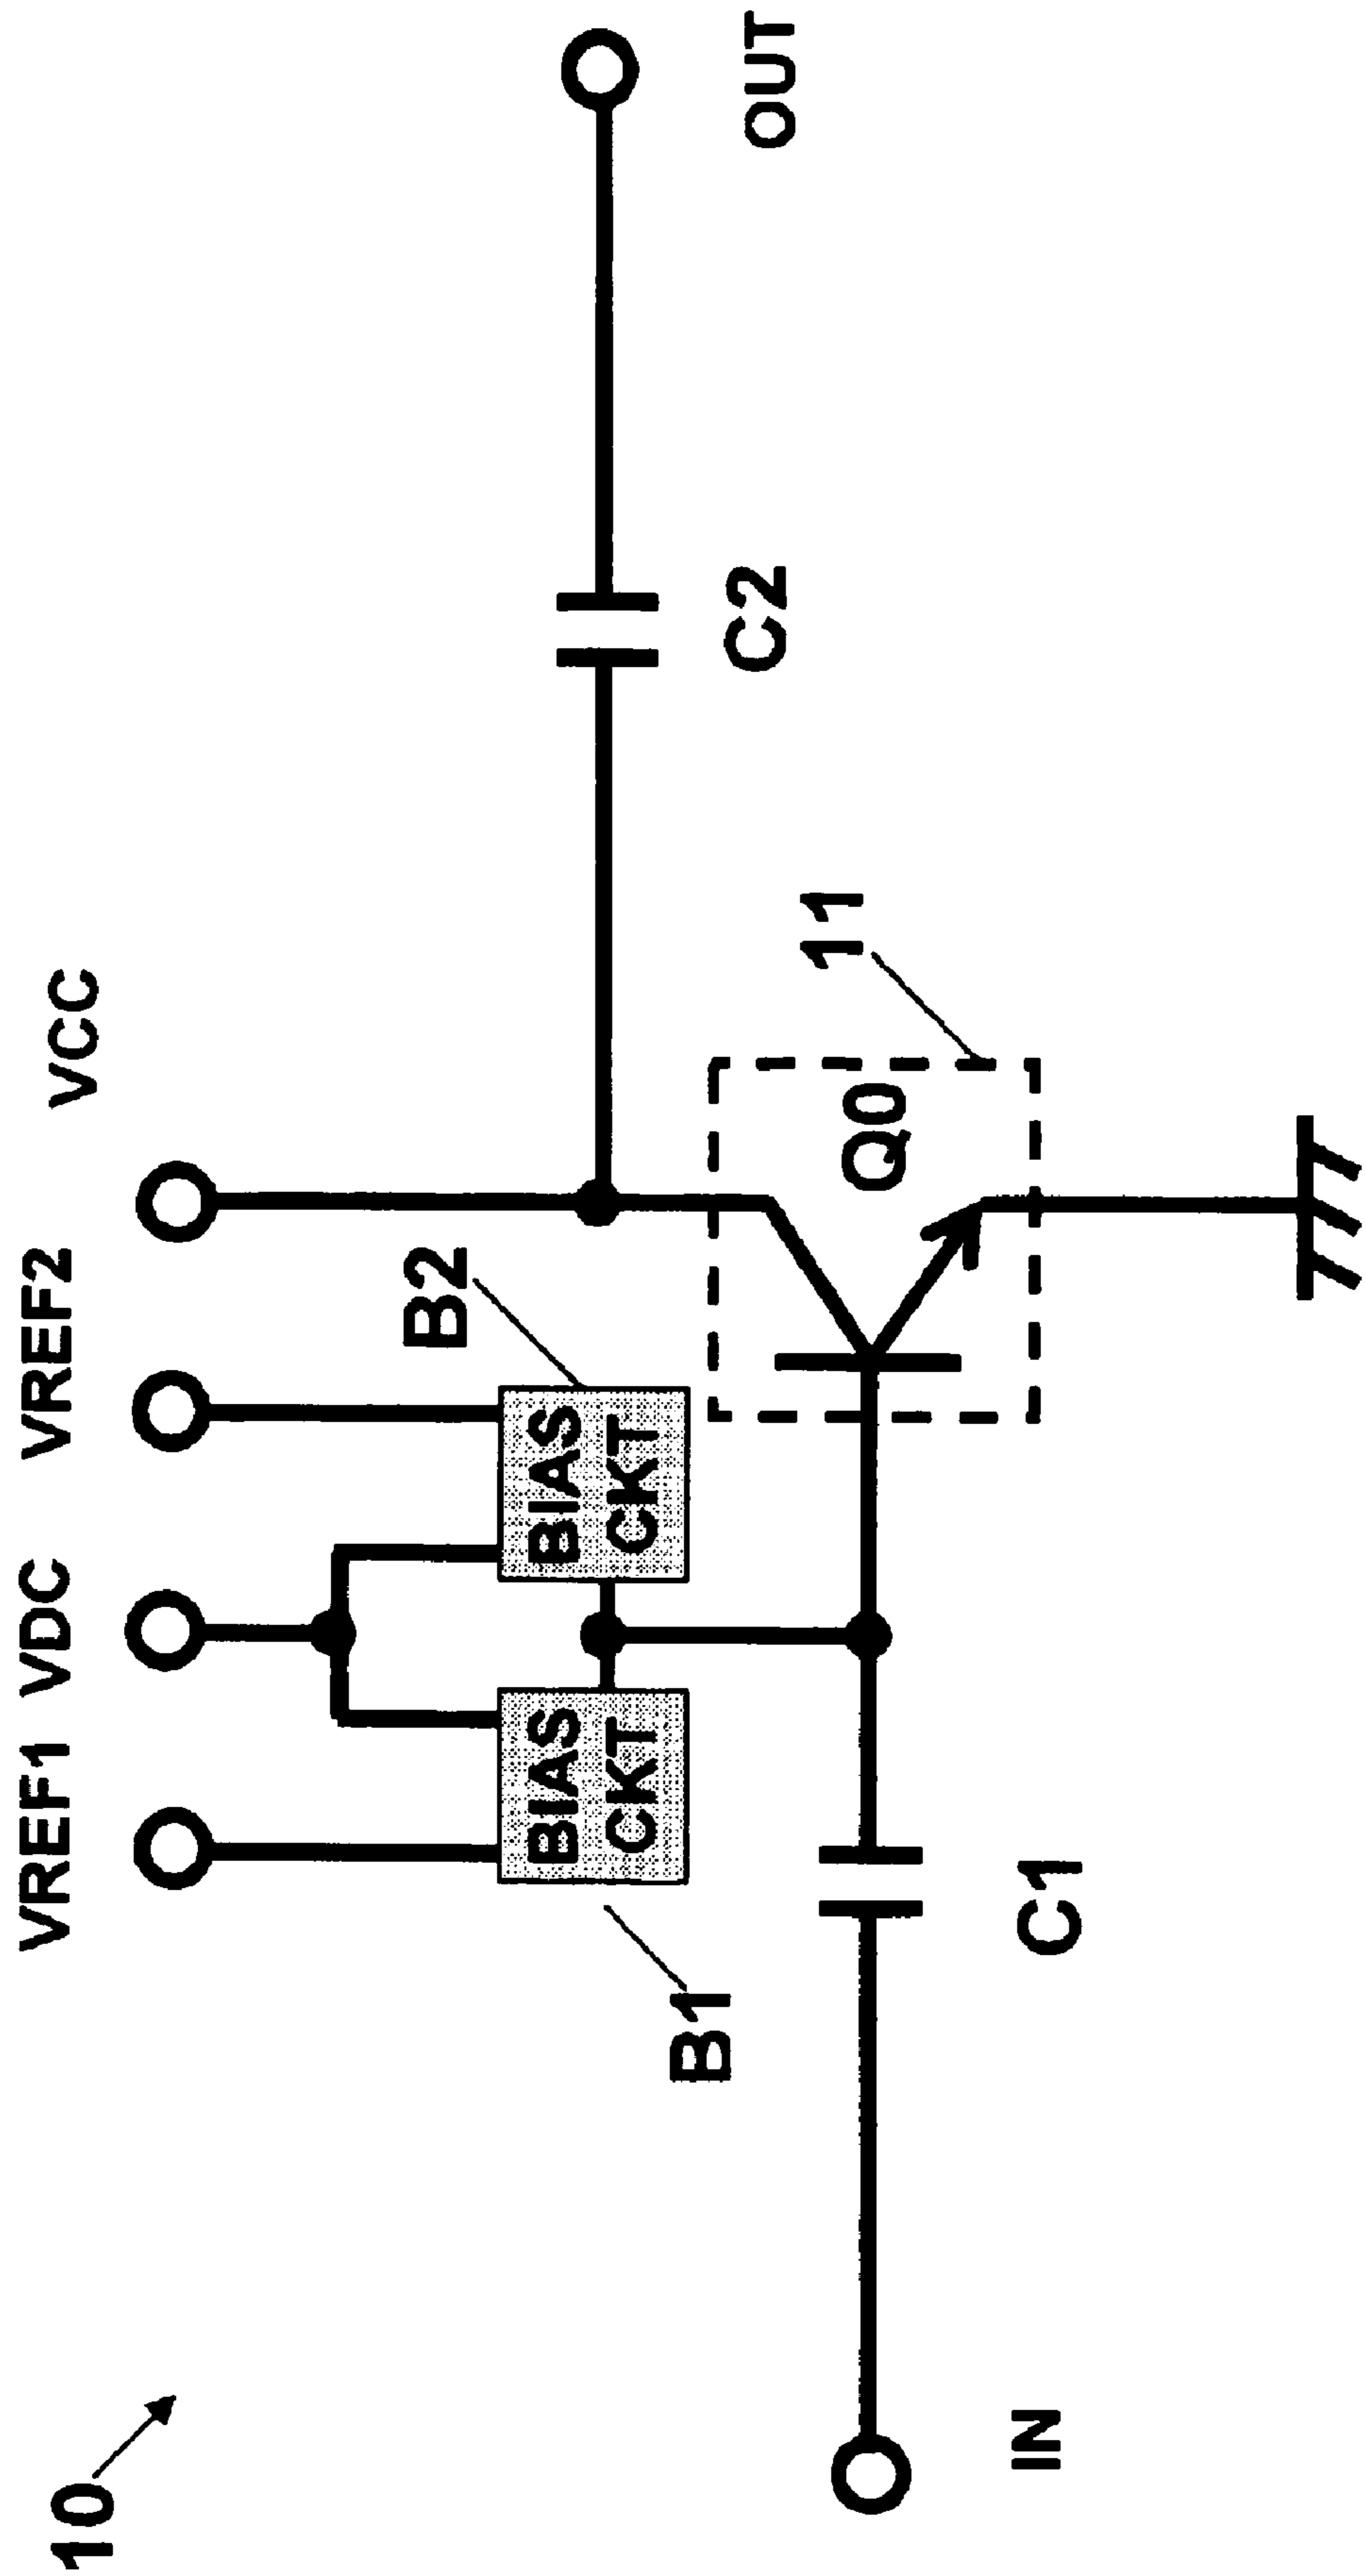 10
VREF1
VDC
VREF2
VCC
B1
BIAS
CKT
BIAS
CKT
B2
C2
OUT
11
Q0
IN
C1